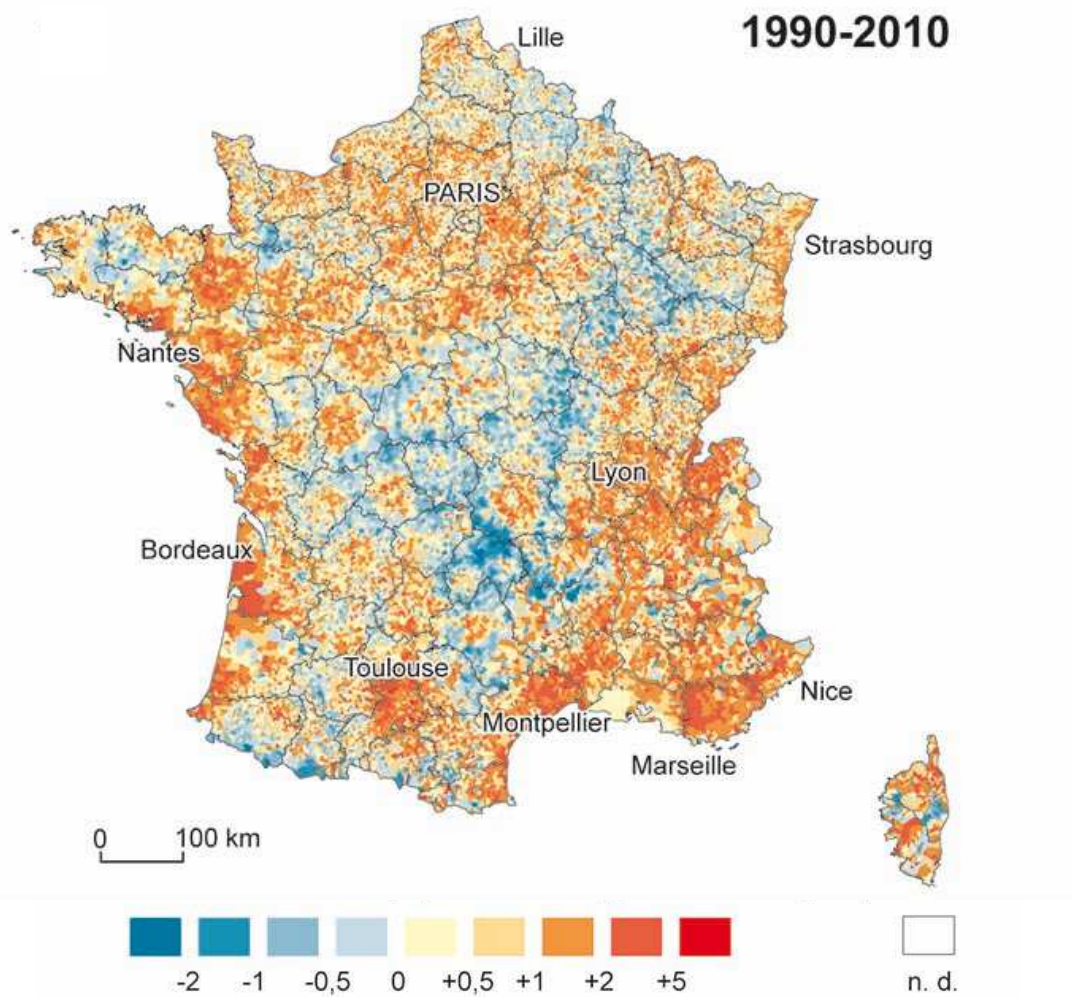 1990-2010
Lille
PARIS
Strasbourg
Nantes
Lyon
Bordeaux
Toulouse
Nice
Montpellier
Marseille
0 100 km
-2 -1 -0,5 0 +0,5 +1 +2 +5 n. d.